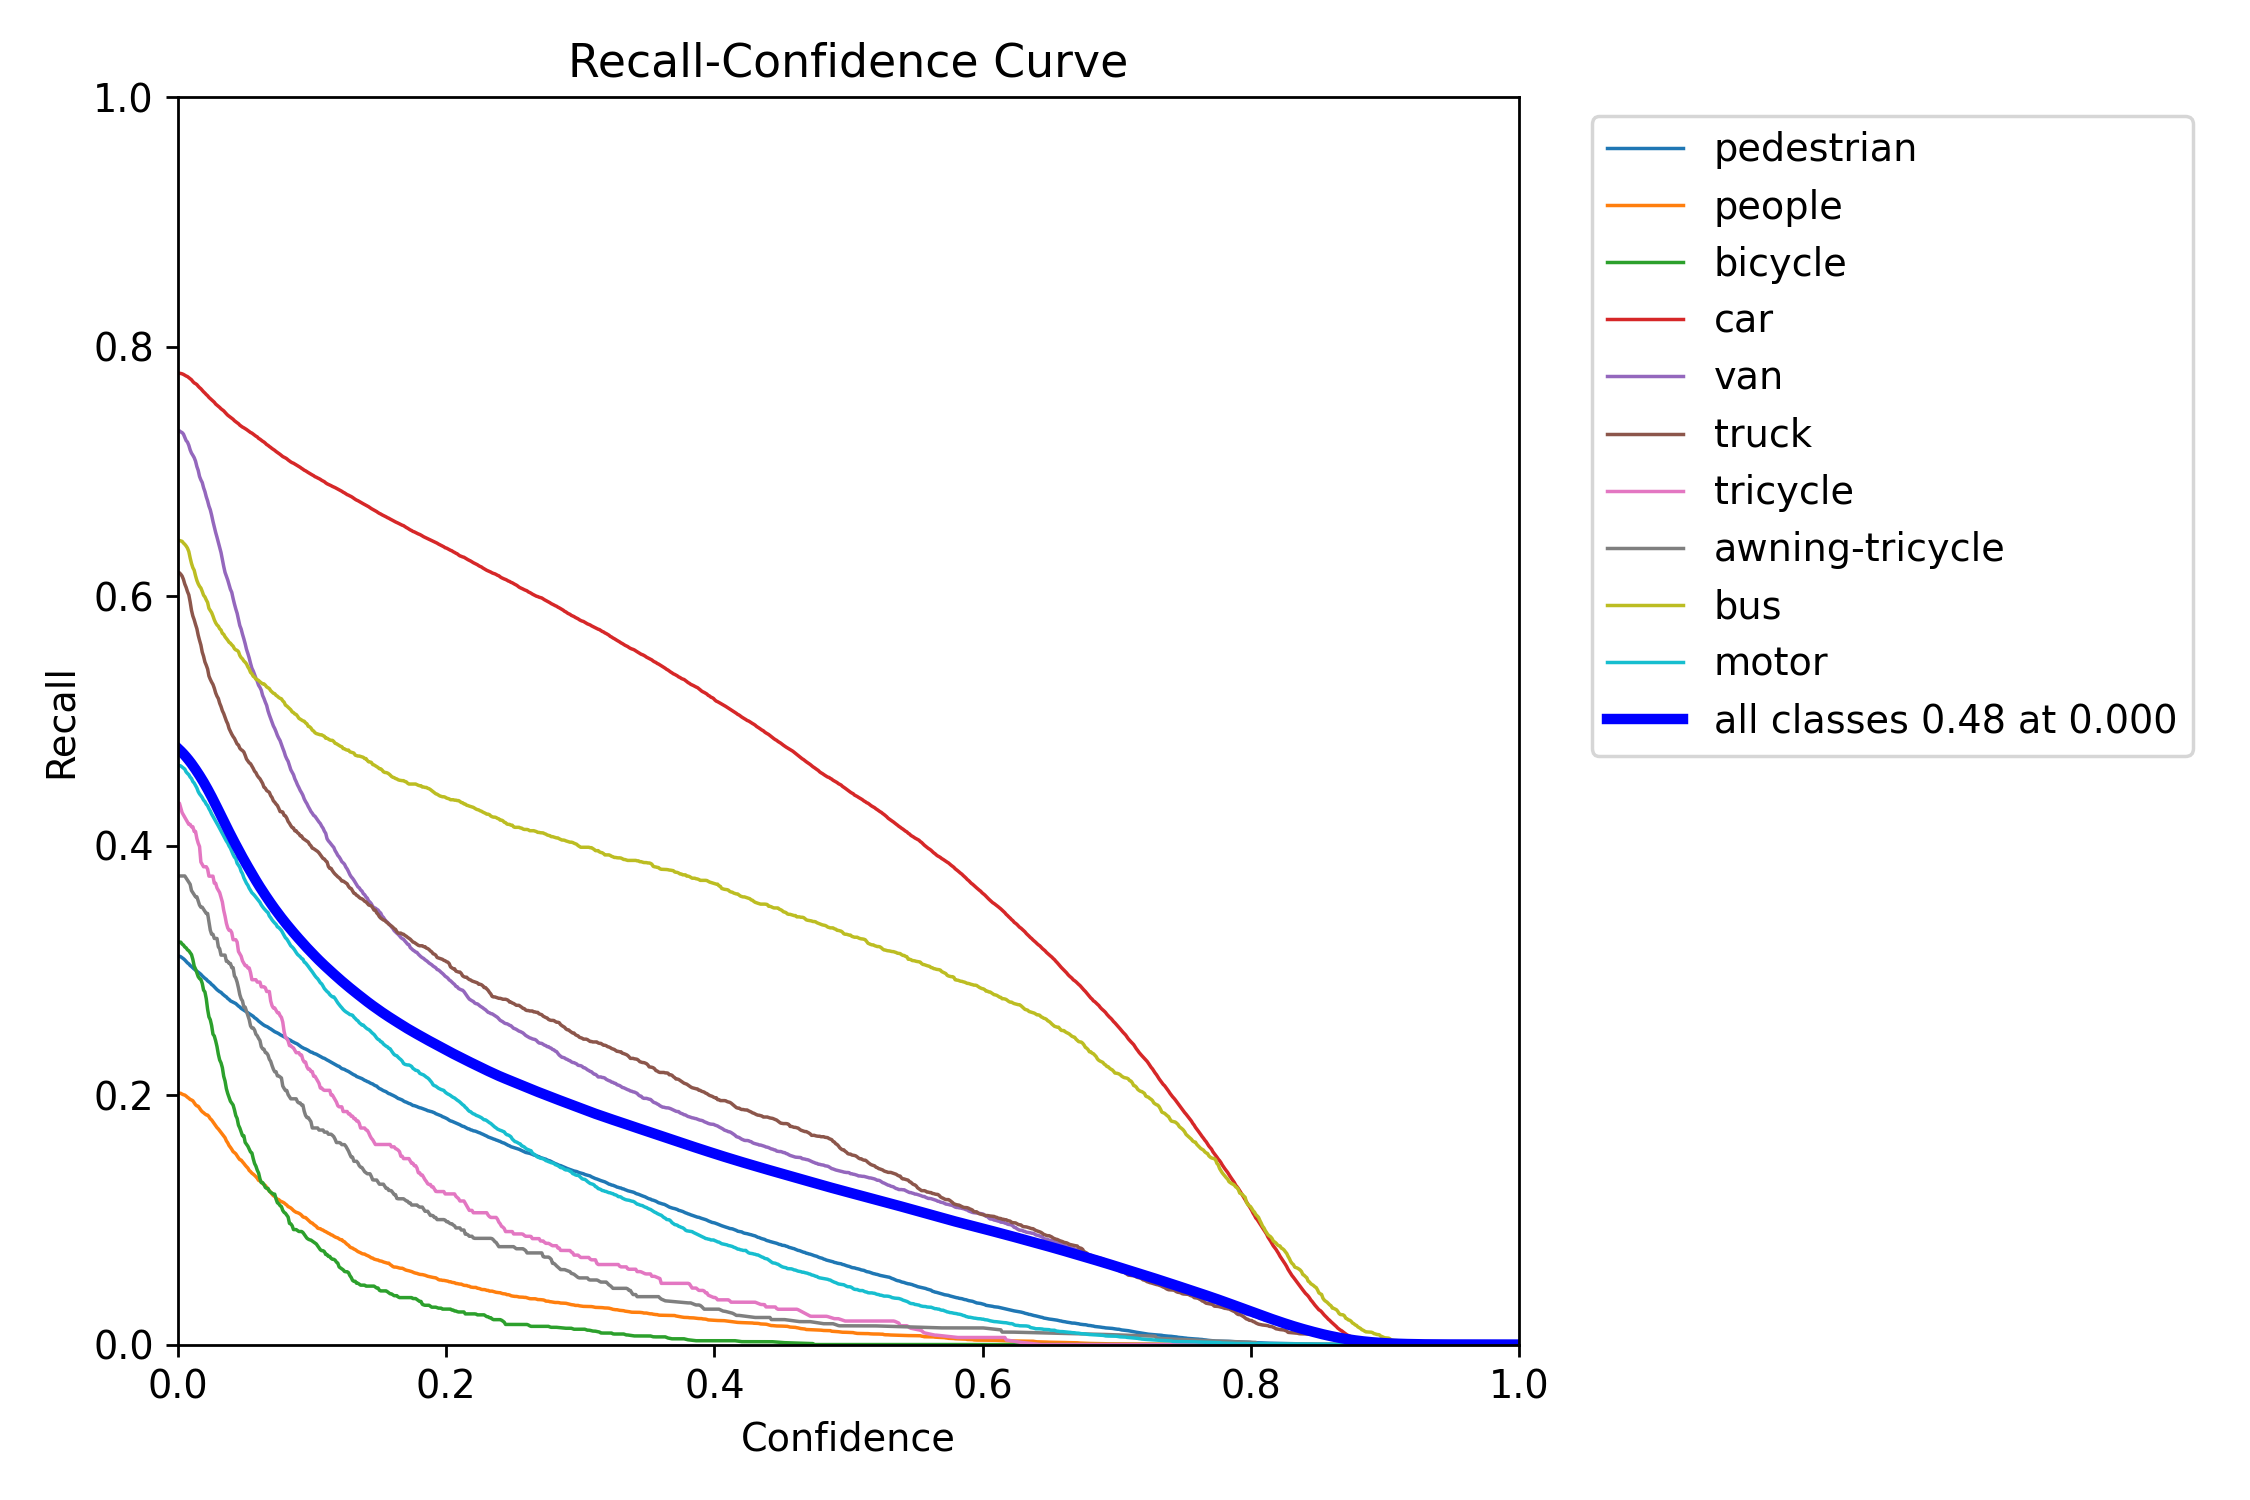 Recall-Confidence Curve
1.0
0.8
0.6
0.4
0.2
0.0
Recall
0.0 0.2 0.4 0.6 0.8 1.0
Confidence
pedestrian
people
bicycle
car
van
truck
tricycle
awning-tricycle
bus
motor
all classes 0.48 at 0.000